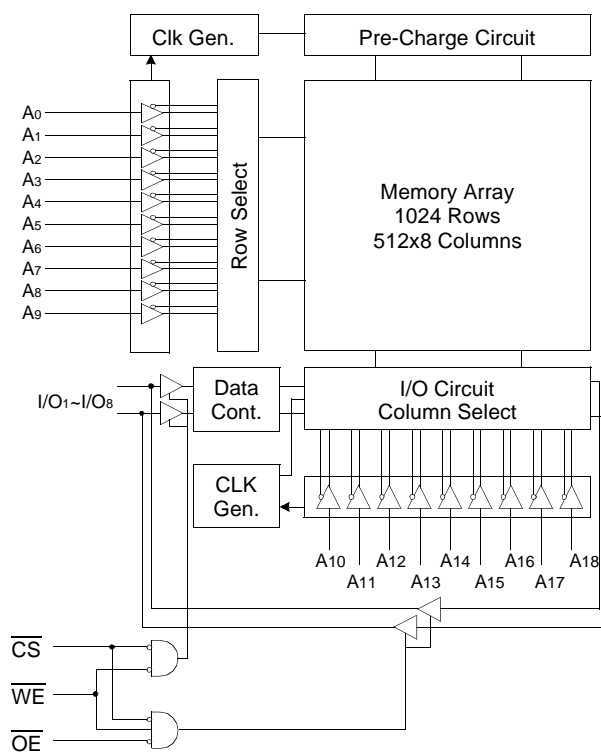 Clk Gen.
Pre-Charge Circuit
A0
A1
A2
A3
A4
A5
A6
A7
A8
A9
Row Select
Memory Array
1024 Rows
512x8 Columns
I/O1~I/O8
Data
Cont.
I/O Circuit
Column Select
CLK
Gen.
A10
A12
A14
A16
A18
A11
A13
A15
A17
CS
WE
OE